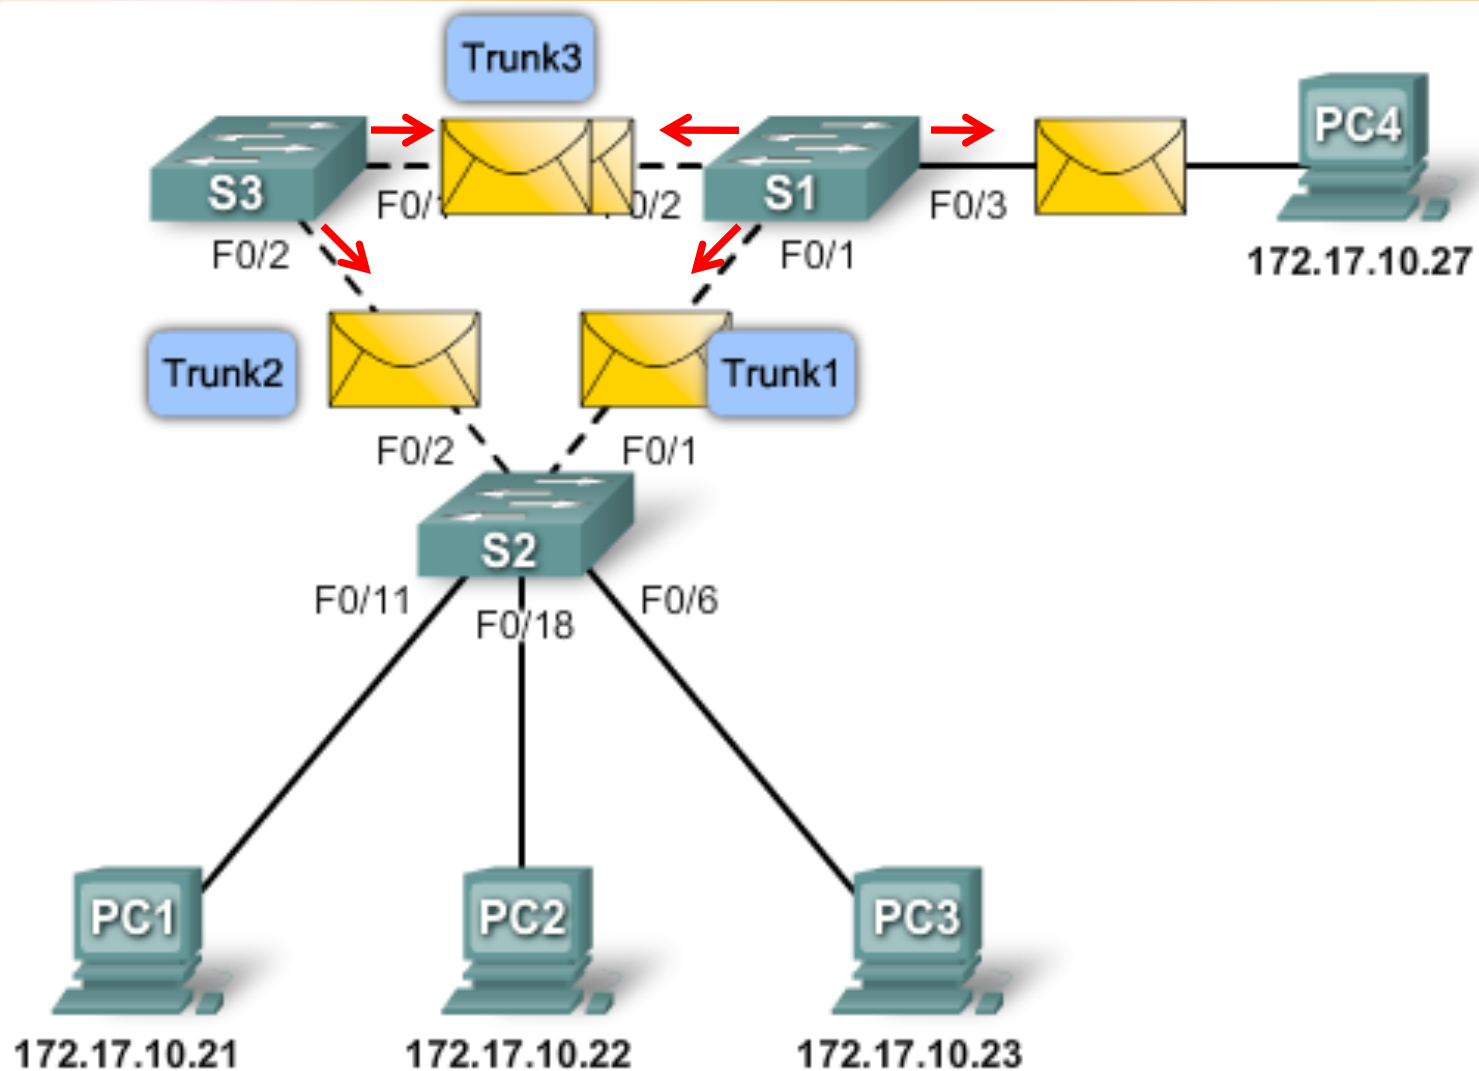 Trunk3
S3
S1
PC4
F0/2
F0/3
F0/2
F0/1
172.17.10.27
Trunk2
Trunk1
F0/2
F0/1
S2
F0/11
F0/18
F0/6
PC1
PC2
PC3
172.17.10.21
172.17.10.22
172.17.10.23